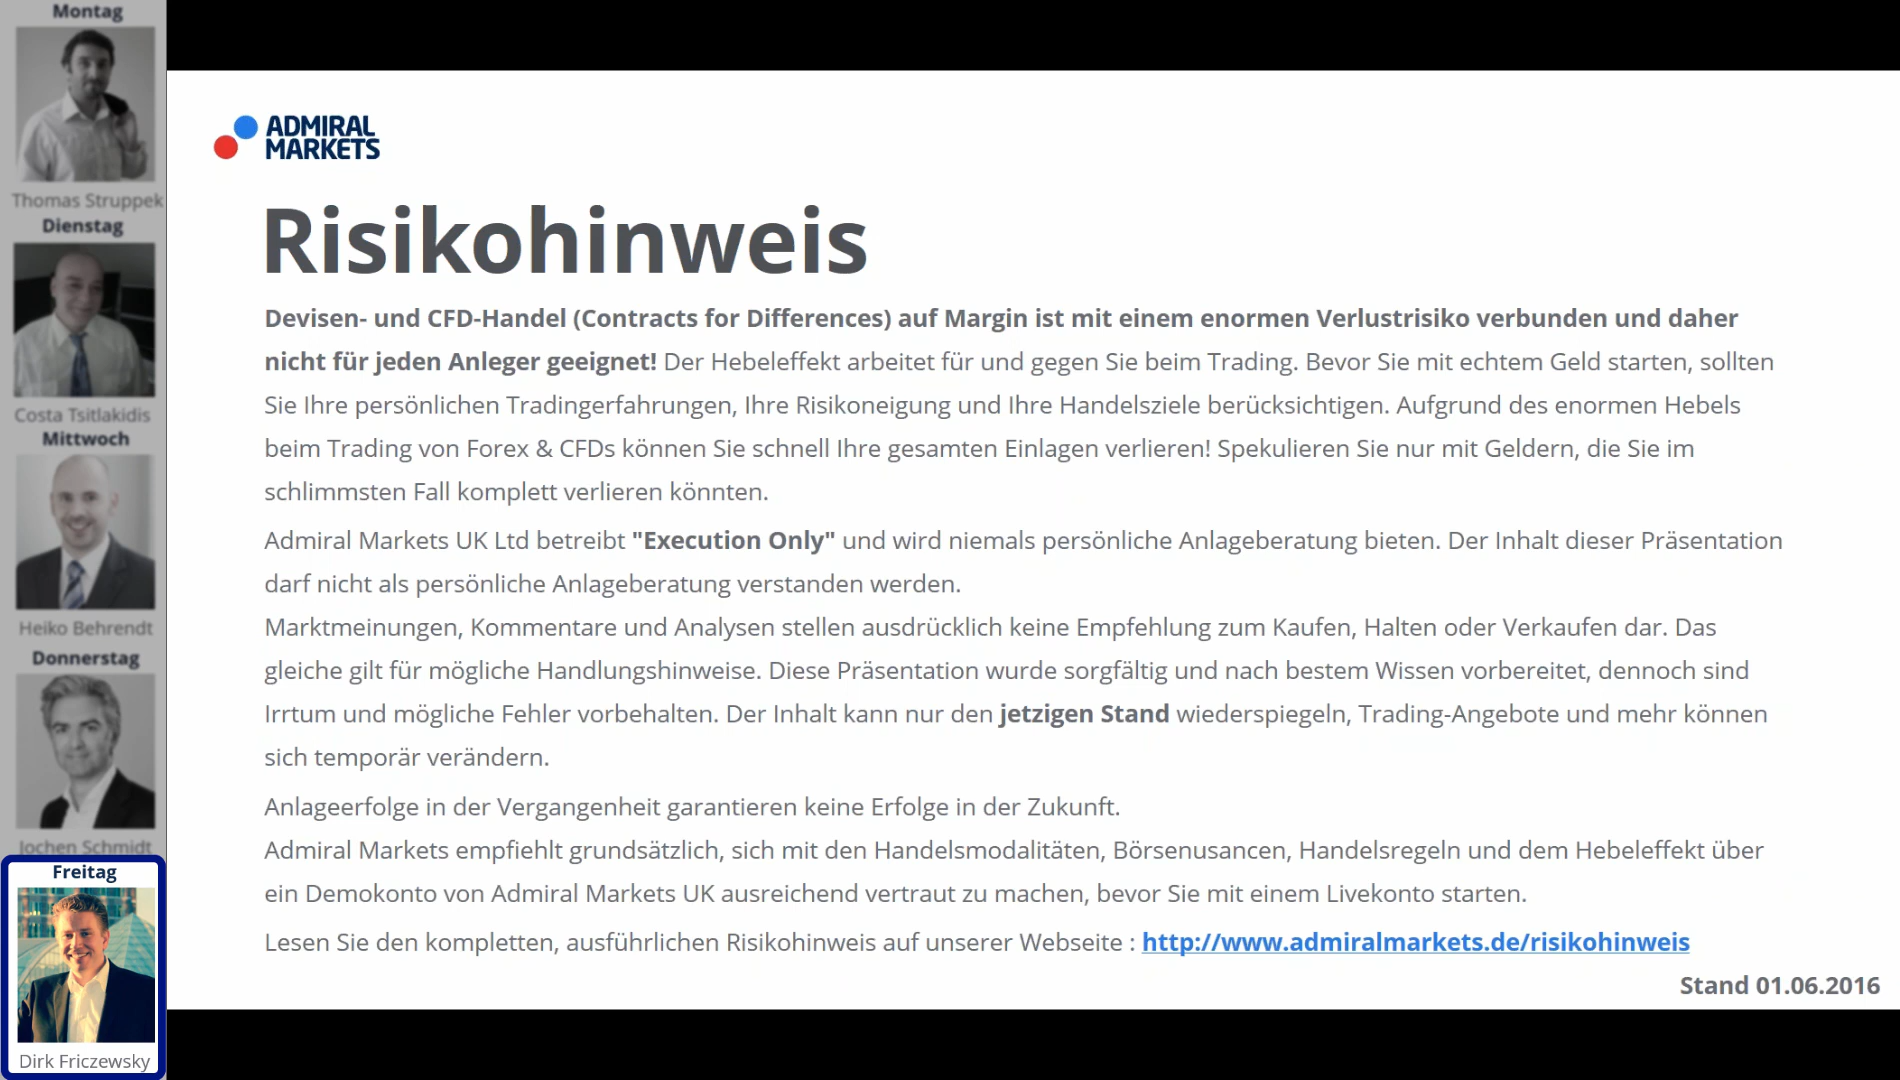 Montag
Thomas Struppek
Dienstag
Costa Tsitlakidis
Mittwoch
Heiko Behrendt
Donnerstag
Jochen Schmidt
Freitag
Dirk Friczewsky
ADMIRAL
MARKETS
Risikohinweis
Devisen- und CFD-Handel (Contracts for Differences) auf Margin ist mit einem enormen Verlustrisiko verbunden und daher
nicht für jeden Anleger geeignet! Der Hebeleffekt arbeitet für und gegen Sie beim Trading. Bevor Sie mit echtem Geld starten, sollten
Sie Ihre persönlichen Tradingerfahrungen, Ihre Risikoneigung und Ihre Handelsziele berücksichtigen. Aufgrund des enormen Hebels
beim Trading von Forex & CFDs können Sie schnell Ihre gesamten Einlagen verlieren! Spekulieren Sie nur mit Geldern, die Sie im
schlimmsten Fall komplett verlieren könnten.
Admiral Markets UK Ltd betreibt "Execution Only" und wird niemals persönliche Anlageberatung bieten. Der Inhalt dieser Präsentation
darf nicht als persönliche Anlageberatung verstanden werden.
Marktmeinungen, Kommentare und Analysen stellen ausdrücklich keine Empfehlung zum Kaufen, Halten oder Verkaufen dar. Das
gleiche gilt für mögliche Handlungshinweise. Diese Präsentation wurde sorgfältig und nach bestem Wissen vorbereitet, dennoch sind
Irrtum und mögliche Fehler vorbehalten. Der Inhalt kann nur den jetzigen Stand wiederspiegeln, Trading-Angebote und mehr können
sich temporär verändern.
Anlageerfolge in der Vergangenheit garantieren keine Erfolge in der Zukunft.
Admiral Markets empfiehlt grundsätzlich, sich mit den Handelsmodalitäten, Börsenusancen, Handelsregeln und dem Hebeleffekt über
ein Demokonto von Admiral Markets UK ausreichend vertraut zu machen, bevor Sie mit einem Livekonto starten.
Lesen Sie den kompletten, ausführlichen Risikohinweis auf unserer Webseite : http://www.admiralmarkets.de/risikohinweis
Stand 01.06.2016